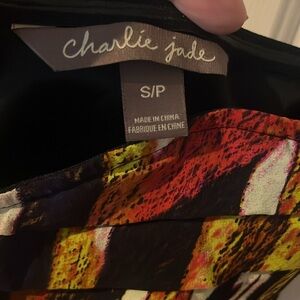 charlie jade
S/P
MADE IN CHINA
FABRIQUÉ EN CHINE